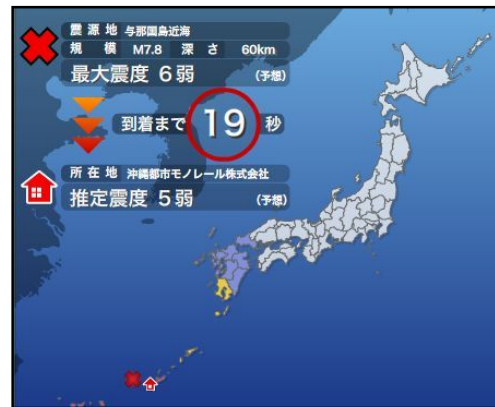 震源地 与那国島近海
規模 M7.8 深さ 60km
最大震度 6弱 (予想)
到着まで 19 秒
所在地 沖縄都市モノレール株式会社
推定震度 5弱 (予想)